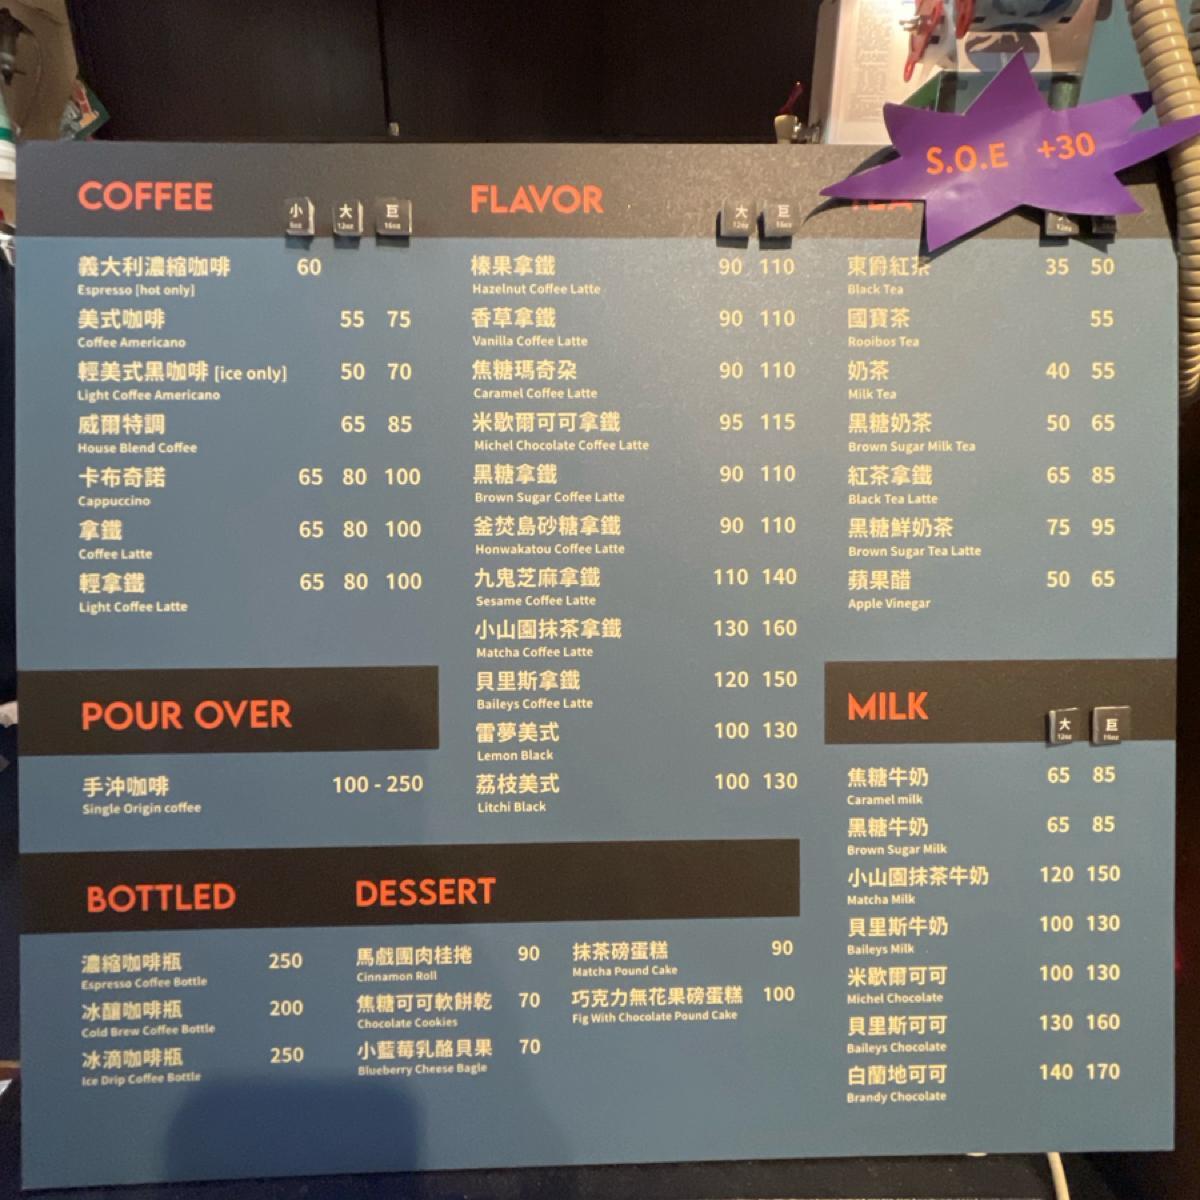 S.O.E +30
COFFEE
小 大 巨
12oz 16oz
義大利濃縮咖啡 60
Espresso [hot only]
美式咖啡 55 75
Coffee Americano
輕美式黑咖啡 [ice only] 50 70
Light Coffee Americano
威爾特調 65 85
House Blend Coffee
卡布奇諾 65 80 100
Cappuccino
拿鐵 65 80 100
Coffee Latte
輕拿鐵 65 80 100
Light Coffee Latte
POUR OVER
手沖咖啡 100 - 250
Single Origin coffee
FLAVOR
大 巨
12oz 16oz
榛果拿鐵 90 110
Hazelnut Coffee Latte
香草拿鐵 90 110
Vanilla Coffee Latte
焦糖瑪奇朶 90 110
Caramel Coffee Latte
米歇爾可可拿鐵 95 115
Michel Chocolate Coffee Latte
黑糖拿鐵 90 110
Brown Sugar Coffee Latte
釜焚島砂糖拿鐵 90 110
Honwakatou Coffee Latte
九鬼芝麻拿鐵 110 140
Sesame Coffee Latte
小山園抹茶拿鐵 130 160
Matcha Coffee Latte
貝里斯拿鐵 120 150
Baileys Coffee Latte
雷夢美式 100 130
Lemon Black
荔枝美式 100 130
Litchi Black
東爵紅茶 35 50
Black Tea
國寶茶 55
Rooibos Tea
奶茶 40 55
Milk Tea
黑糖奶茶 50 65
Brown Sugar Milk Tea
紅茶拿鐵 65 85
Black Tea Latte
黑糖鮮奶茶 75 95
Brown Sugar Tea Latte
蘋果醋 50 65
Apple Vinegar
MILK
大 巨
12oz 16oz
焦糖牛奶 65 85
Caramel milk
黑糖牛奶 65 85
Brown Sugar Milk
小山園抹茶牛奶 120 150
Matcha Milk
貝里斯牛奶 100 130
Baileys Milk
米歇爾可可 100 130
Michel Chocolate
貝里斯可可 130 160
Baileys Chocolate
白蘭地可可 140 170
Brandy Chocolate
BOTTLED
濃縮咖啡瓶 250
Espresso Coffee Bottle
冰釀咖啡瓶 200
Cold Brew Coffee Bottle
冰滴咖啡瓶 250
Ice Drip Coffee Bottle
DESSERT
馬戲團肉桂捲 90
Cinnamon Roll
焦糖可可軟餅乾 70
Chocolate Cookies
小藍莓乳酪貝果 70
Blueberry Cheese Bagle
抹茶磅蛋糕 90
Matcha Pound Cake
巧克力無花果磅蛋糕 100
Fig With Chocolate Pound Cake